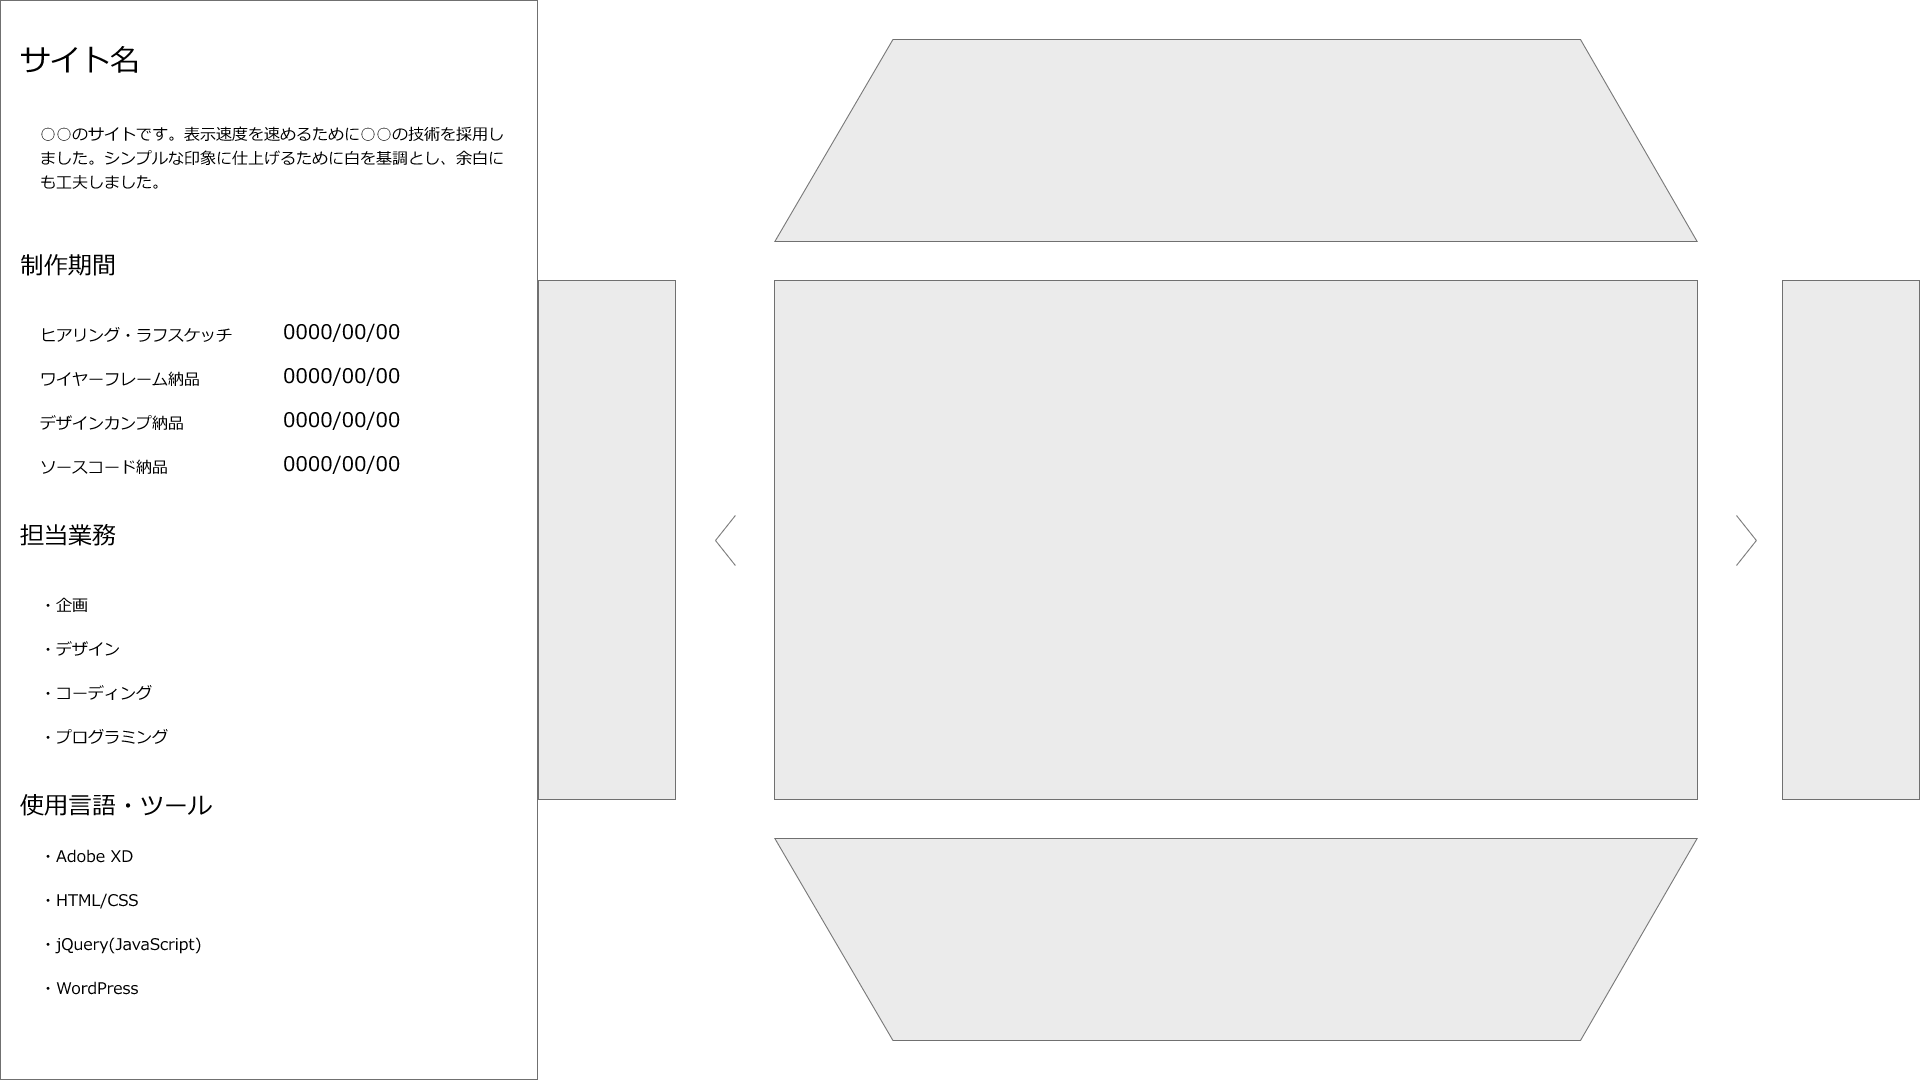 サイト名
○○のサイトです。表示速度を速めるために○○の技術を採用し
ました。シンプルな印象に仕上げるために白を基調とし、余白に
も工夫しました。
制作期間
ヒアリング・ラフスケッチ 0000/00/00
ワイヤーフレーム納品 0000/00/00
デザインカンプ納品 0000/00/00
ソースコード納品 0000/00/00
担当業務
・企画
・デザイン
・コーディング
・プログラミング
使用言語・ツール
・Adobe XD
・HTML/CSS
・jQuery(JavaScript)
・WordPress